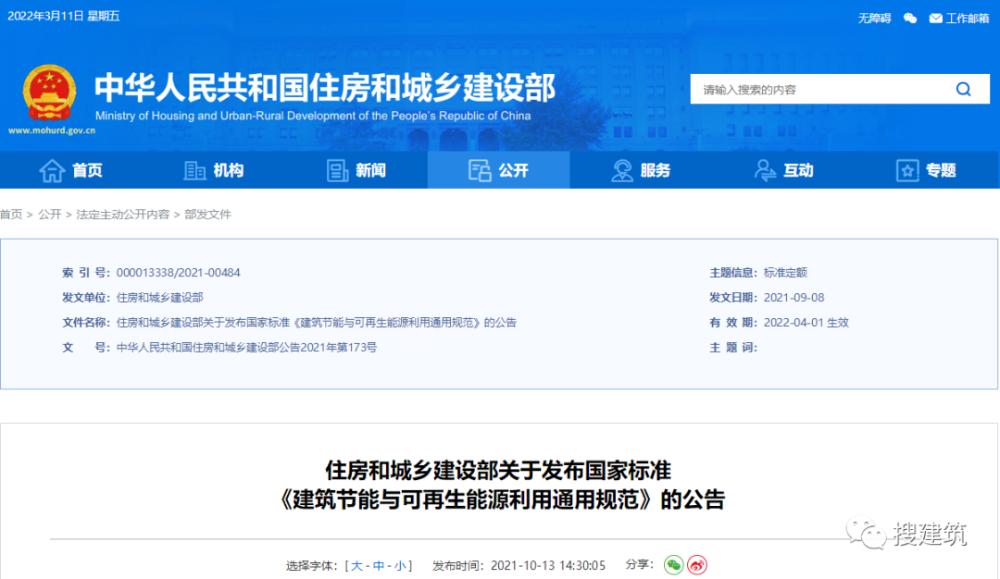 2022年3月11日 星期五
无障碍 工作邮箱
中华人民共和国住房和城乡建设部
请输入搜索的内容
Ministry of Housing and Urban-Rural Development of the People's Republic of China
www.mohurd.gov.cn
首页 机构 新闻 公开 服务 互动 专题
首页 > 公开 > 法定主动公开内容 > 部发文件
索 引 号：000013338/2021-00484 主题信息：标准定额
发文单位：住房和城乡建设部 发文日期：2021-09-08
文件名称：住房和城乡建设部关于发布国家标准《建筑节能与可再生能源利用通用规范》的公告 有 效 期：2022-04-01 生效
文 号：中华人民共和国住房和城乡建设部公告2021年第173号 主 题 词：
住房和城乡建设部关于发布国家标准
《建筑节能与可再生能源利用通用规范》的公告
搜建筑
选择字体：[ 大 - 中 - 小 ] 发布时间：2021-10-13 14:30:05 分享：